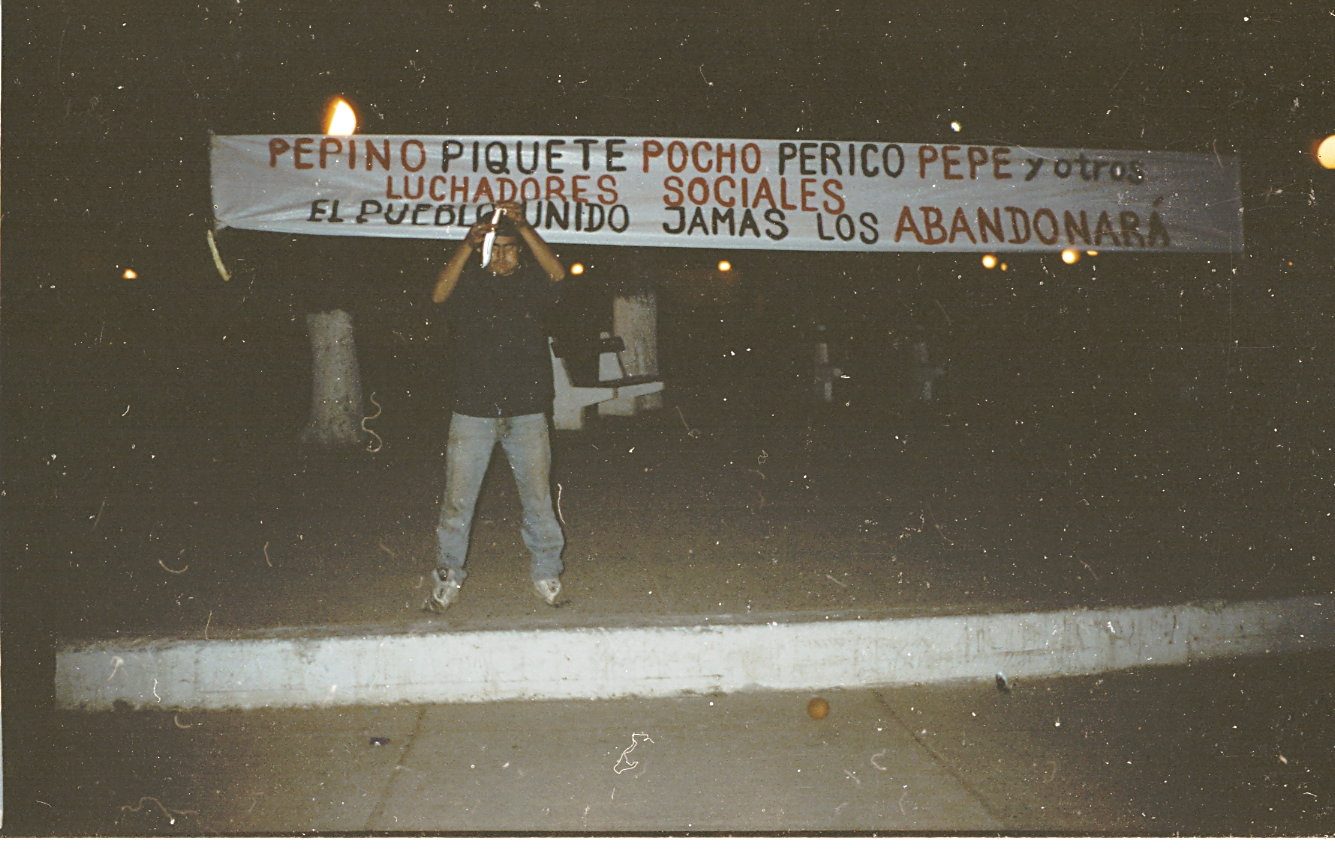 PEPINO PIQUETE POCHO PERICO PEPE y otros
LUCHADORES SOCIALES
EL PUEBLO UNIDO JAMAS LOS ABANDONARÁ